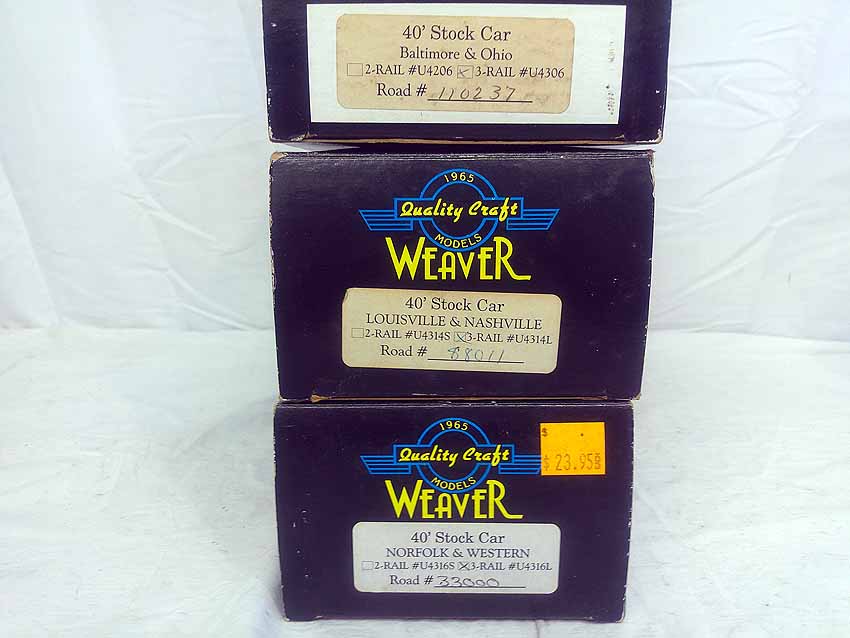 40' Stock Car
Baltimore & Ohio
2-RAIL #U4206 3-RAIL #U4306
Road # 110237
1965
Quality Craft
MODELS
WEAVER
40' Stock Car
LOUISVILLE & NASHVILLE
2-RAIL #U4314S 3-RAIL #U4314L
Road # 88011
1965
Quality Craft
MODELS
WEAVER
$
$ 23.95
40' Stock Car
NORFOLK & WESTERN
2-RAIL #U4316S 3-RAIL #U4316L
Road # 33000